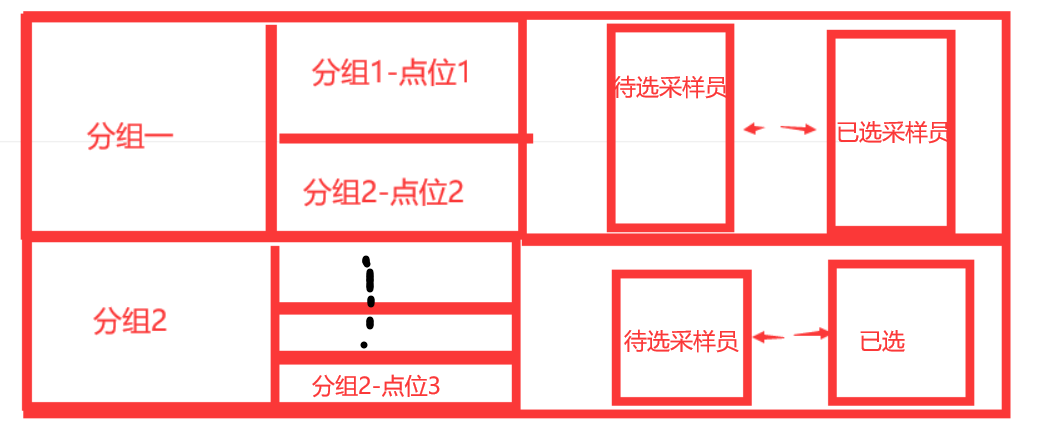 分组一
分组1-点位1
分组2-点位2
待选采样员
已选采样员
分组2
分组2-点位3
待选采样员
已选